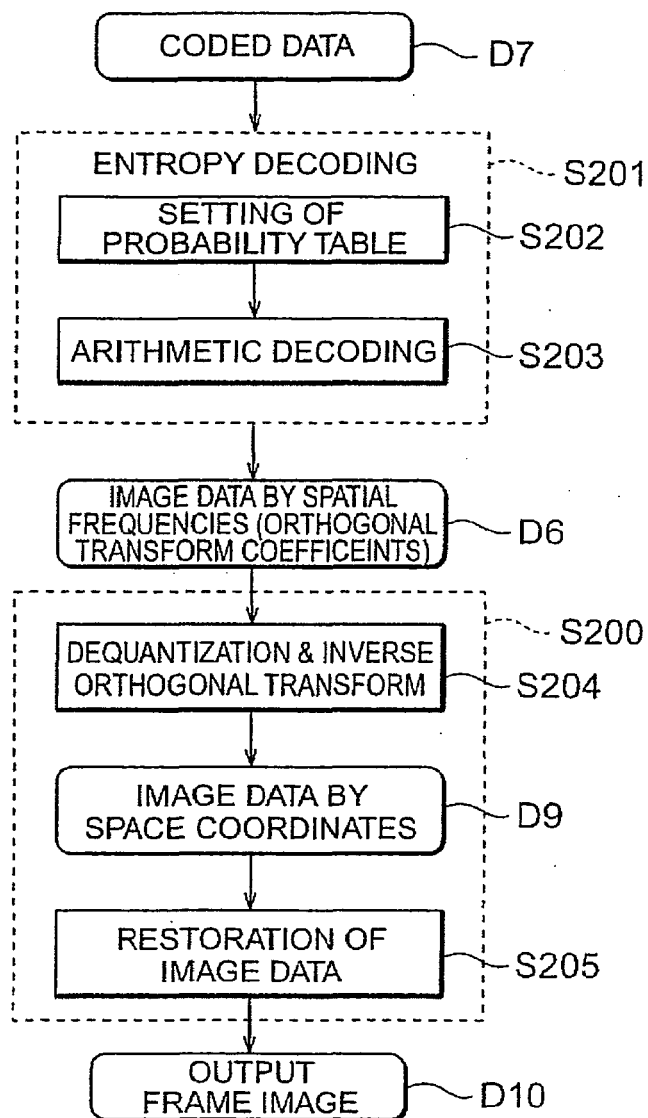 CODED DATA
D7
ENTROPY DECODING
S201
SETTING OF
PROBABILITY TABLE
S202
ARITHMETIC DECODING
S203
IMAGE DATA BY SPATIAL
FREQUENCIES (ORTHOGONAL
TRANSFORM COEFFICEINTS)
D6
S200
DEQUANTIZATION & INVERSE
ORTHOGONAL TRANSFORM
S204
IMAGE DATA BY
SPACE COORDINATES
D9
RESTORATION OF
IMAGE DATA
S205
OUTPUT
FRAME IMAGE
D10